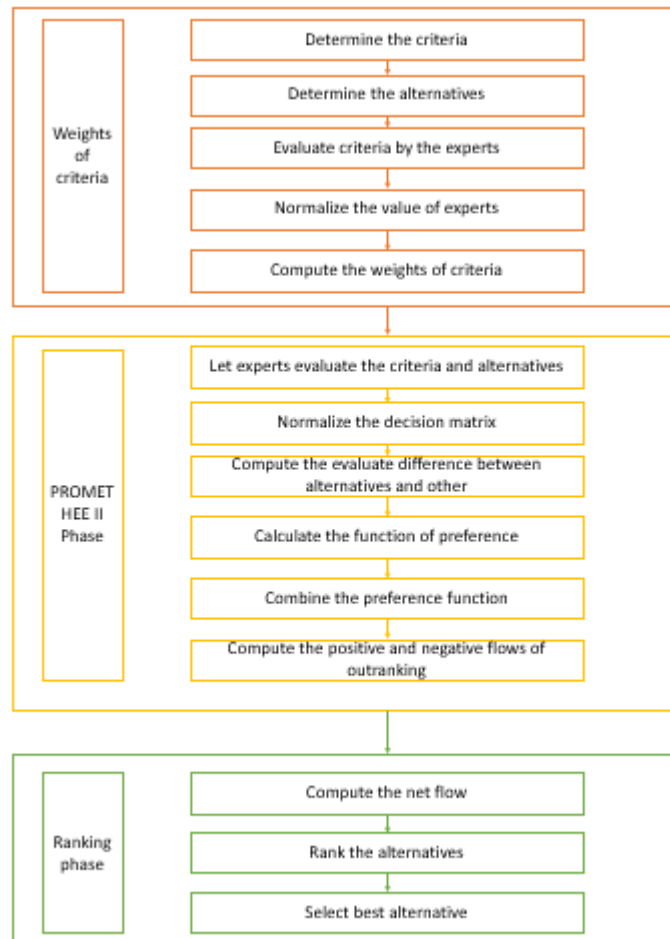 Weights
of
criteria
Determine the criteria
Determine the alternatives
Evaluate criteria by the experts
Normalize the value of experts
Compute the weights of criteria
PROMET
HEE II
Phase
Let experts evaluate the criteria and alternatives
Normalize the decision matrix
Compute the evaluate difference between
alternatives and other
Calculate the function of preference
Combine the preference function
Compute the positive and negative flows of
outranking
Ranking
phase
Compute the net flow
Rank the alternatives
Select best alternative